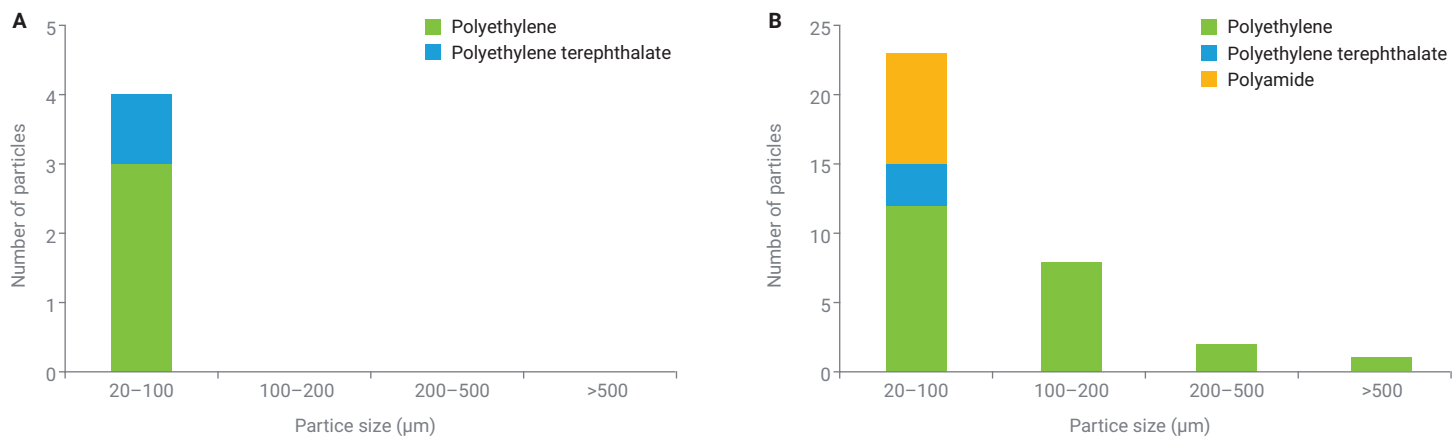 A
Polyethylene
Polyethylene terephthalate
Number of particles
5
4
3
2
1
0
20–100
100–200
200–500
>500
Partice size (µm)
B
Polyethylene
Polyethylene terephthalate
Polyamide
Number of particles
25
20
15
10
5
0
20–100
100–200
200–500
>500
Partice size (µm)